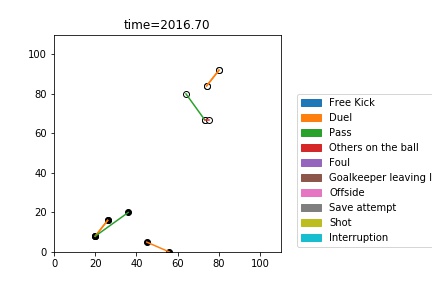 time=2016.70
100
80
60
40
20
0
0 20 40 60 80 100
Free Kick
Duel
Pass
Others on the ball
Foul
Goalkeeper leaving l
Offside
Save attempt
Shot
Interruption